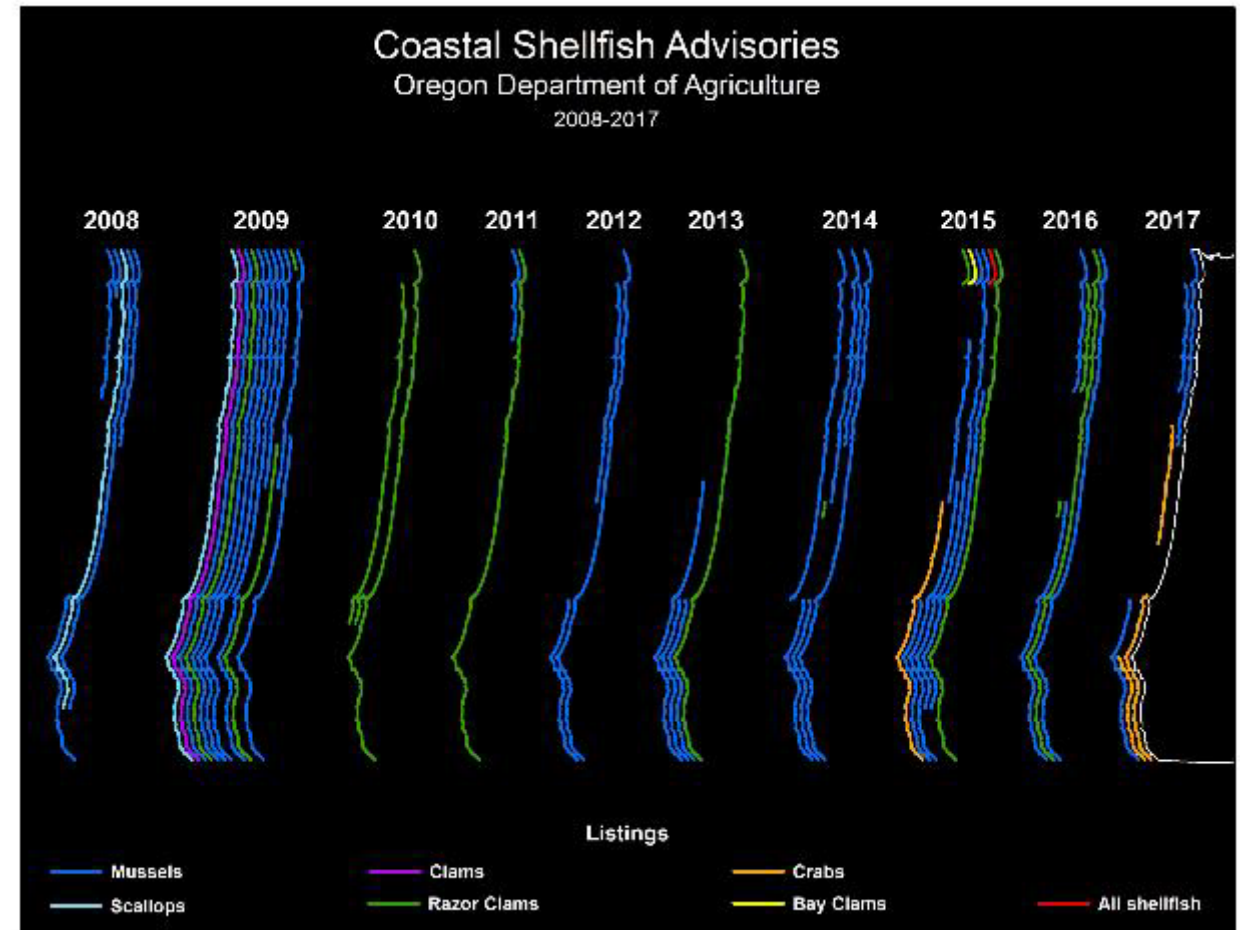 Coastal Shellfish Advisories
Oregon Department of Agriculture
2008-2017
2008 2009 2010 2011 2012 2013 2014 2015 2016 2017
Listings
Mussels Clams Crabs
Scallops Razor Clams Bay Clams All shellfish